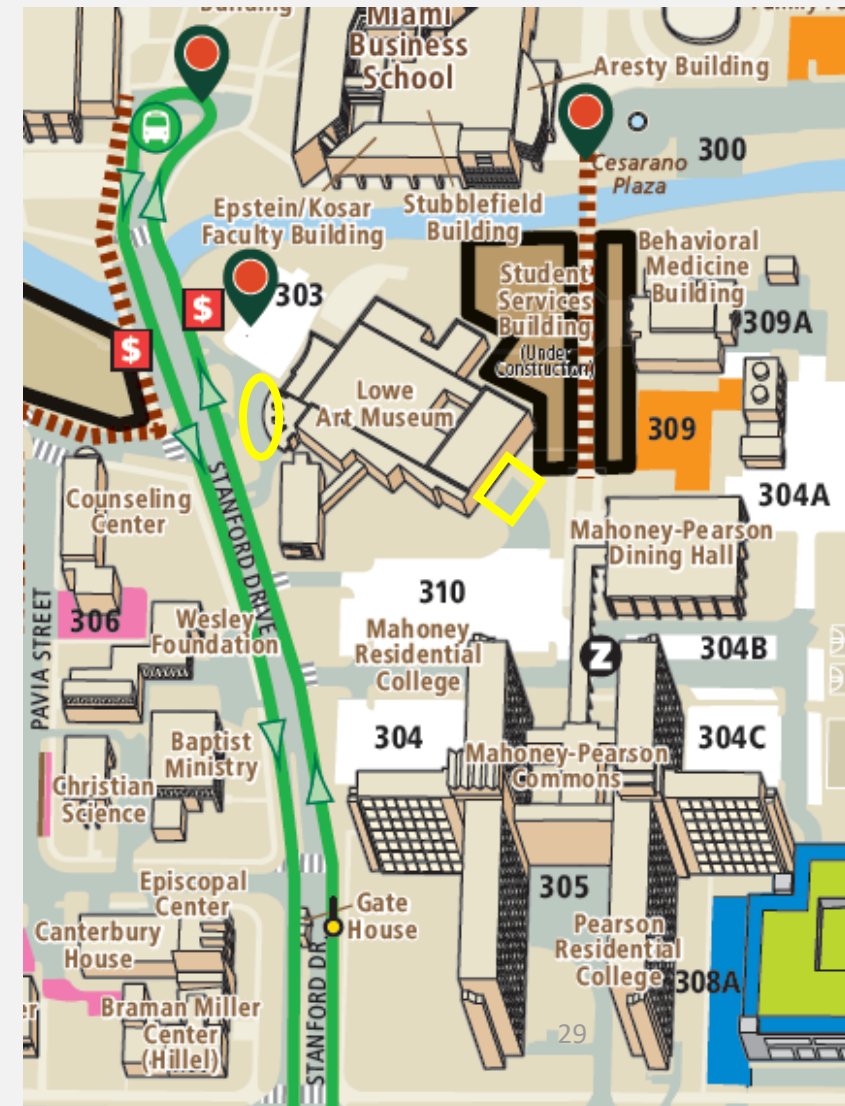 Building
Miami
Business
School
Aresty Building
300
Cesarano
Plaza
Epstein/Kosar
Faculty Building
Stubblefield
Building
Student
Services
Building
(Under
Construction)
Behavioral
Medicine
Building
309A
$
303
$
Lowe
Art Museum
309
304A
Counseling
Center
STANFORD DRIVE
Mahoney-Pearson
Dining Hall
PAVIA STREET
306
Wesley
Foundation
310
Mahoney
Residential
College
Z
304B
304
304C
Baptist
Ministry
Mahoney-Pearson
Commons
Christian
Science
Episcopal
Center
305
Gate
House
Canterbury
House
Pearson
Residential
College
308A
Braman Miller
Center
(Hillel)
STANFORD DR.
29